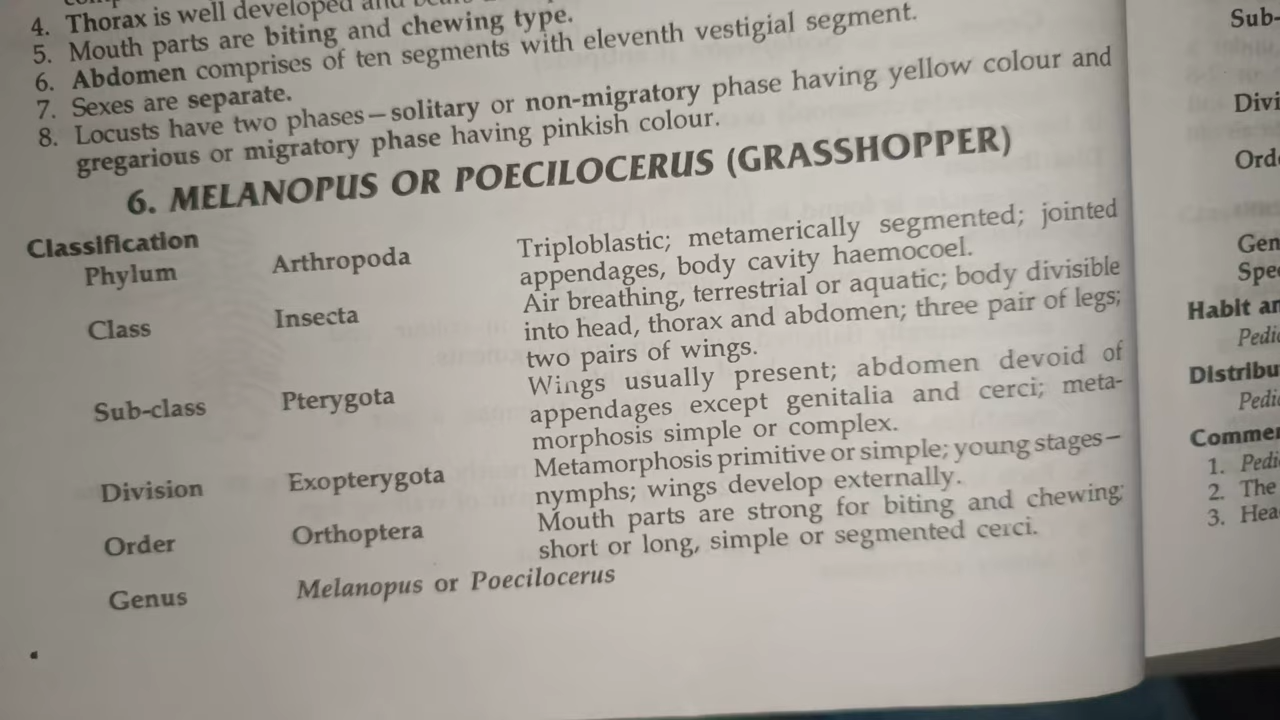 4. Thorax is well developed and
5. Mouth parts are biting and chewing type.
6. Abdomen comprises of ten segments with eleventh vestigial segment.
7. Sexes are separate.
8. Locusts have two phases—solitary or non-migratory phase having yellow colour and
gregarious or migratory phase having pinkish colour.
6. MELANOPUS OR POECILOCERUS (GRASSHOPPER)
Classification
Phylum Arthropoda Triploblastic; metamerically segmented; jointed
appendages, body cavity haemocoel.
Class Insecta Air breathing, terrestrial or aquatic; body divisible
into head, thorax and abdomen; three pair of legs;
two pairs of wings.
Sub-class Pterygota Wings usually present; abdomen devoid of
appendages except genitalia and cerci; meta-
morphosis simple or complex.
Division Exopterygota Metamorphosis primitive or simple; young stages—
nymphs; wings develop externally.
Order Orthoptera Mouth parts are strong for biting and chewing;
short or long, simple or segmented cerci.
Genus Melanopus or Poecilocerus
Sub-
Divi
Orde
Gen
Spec
Habit an
Pedic
Distribu
Pedic
Commen
1. Pedi
2. The
3. Hea